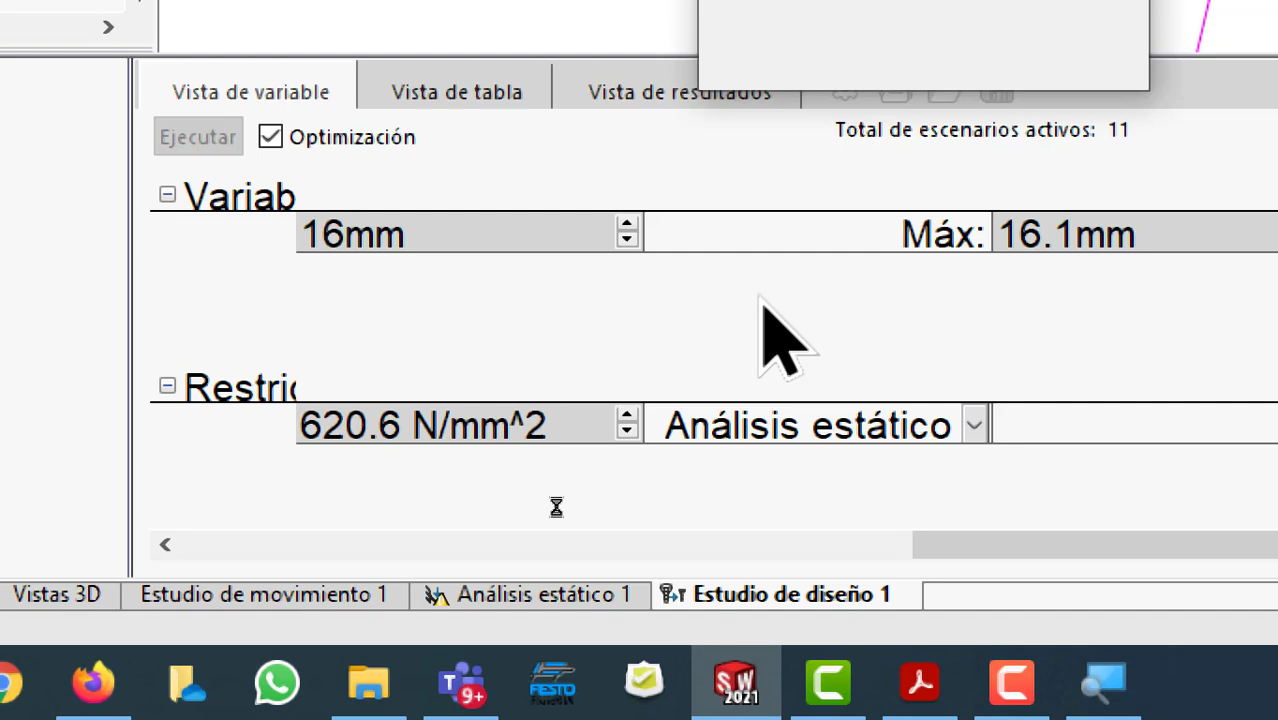 Vista de variable Vista de tabla Vista de resultados
Ejecutar Optimización Total de escenarios activos: 11
Variab
16mm Máx: 16.1mm
Restric
620.6 N/mm^2 Análisis estático
Vistas 3D Estudio de movimiento 1 Análisis estático 1 Estudio de diseño 1
T 9+ FESTO SW 2021 C C